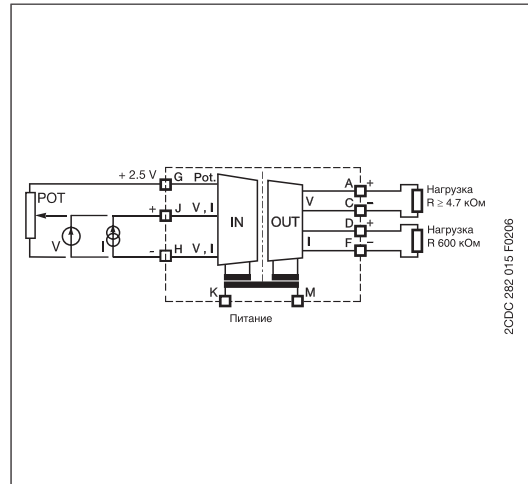 + 2.5 V G Pot.
POT
A +
Нагрузка
V
R ≥ 4.7 кОм
+ J V , I
C –
IN OUT
D +
Нагрузка
V I
I
R 600 кОм
- H V , I
F –
K M
Питание
2CDC 282 015 F0206